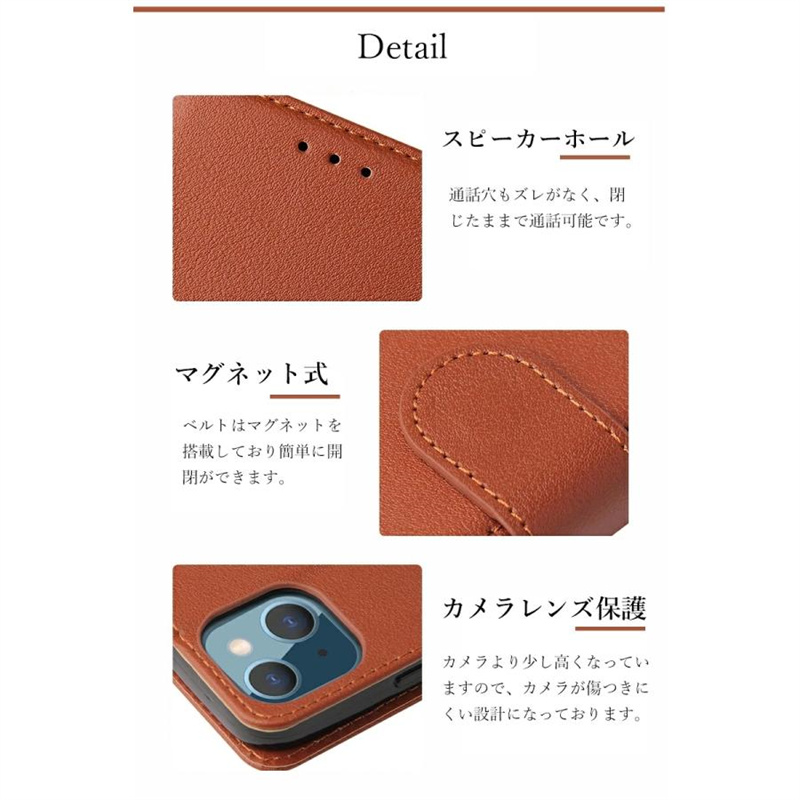 Detail
スピーカーホール
通話穴もズレがなく、閉
じたままで通話可能です。
マグネット式
ベルトはマグネットを
搭載しており簡単に開
閉ができます。
カメラレンズ保護
カメラより少し高くなってい
ますので、カメラが傷つきに
くい設計になっております。